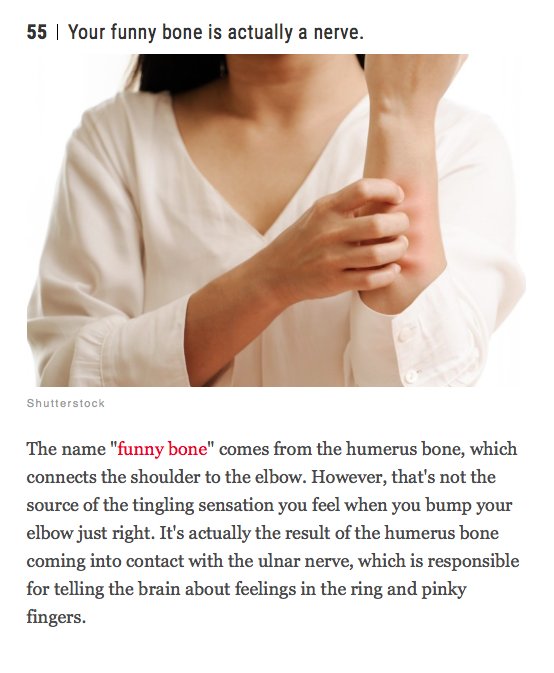 55 | Your funny bone is actually a nerve.
Shutterstock
The name "funny bone" comes from the humerus bone, which
connects the shoulder to the elbow. However, that's not the
source of the tingling sensation you feel when you bump your
elbow just right. It's actually the result of the humerus bone
coming into contact with the ulnar nerve, which is responsible
for telling the brain about feelings in the ring and pinky
fingers.